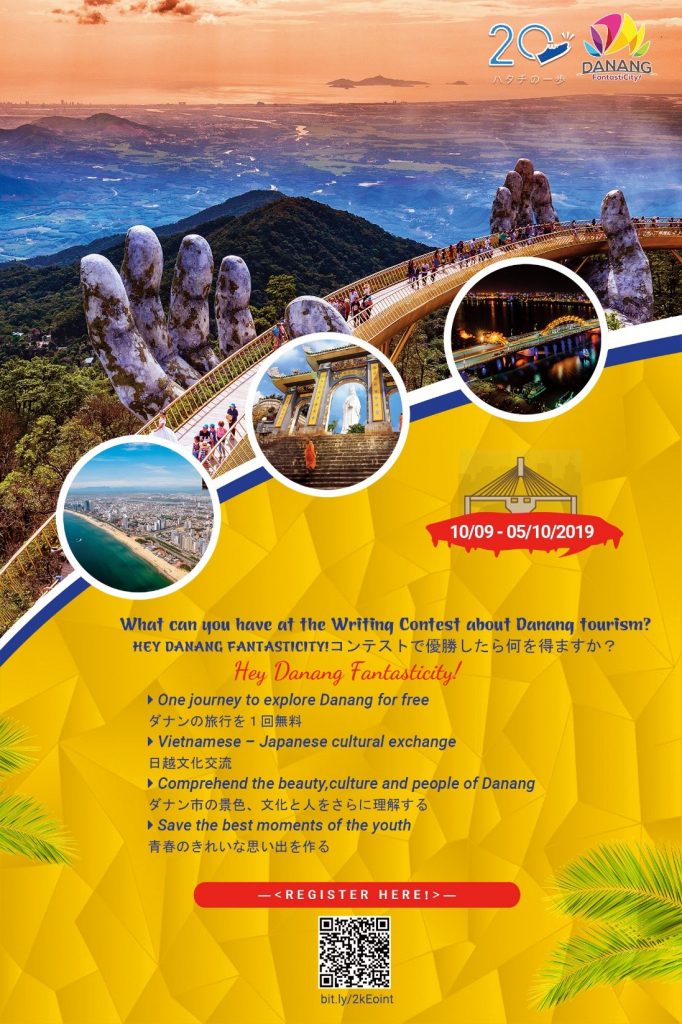 20
ハタチの一歩
DANANG
FantastiCity!
10/09 - 05/10/2019
What can you have at the Writing Contest about Danang tourism?
HEY DANANG FANTASTICITY!コンテストで優勝したら何を得ますか？
Hey Danang Fantasticity!
One journey to explore Danang for free
ダナンの旅行を１回無料
Vietnamese – Japanese cultural exchange
日越文化交流
Comprehend the beauty,culture and people of Danang
ダナン市の景色、文化と人をさらに理解する
Save the best moments of the youth
青春のきれいな思い出を作る
—<REGISTER HERE!>—
bit.ly/2kEoint